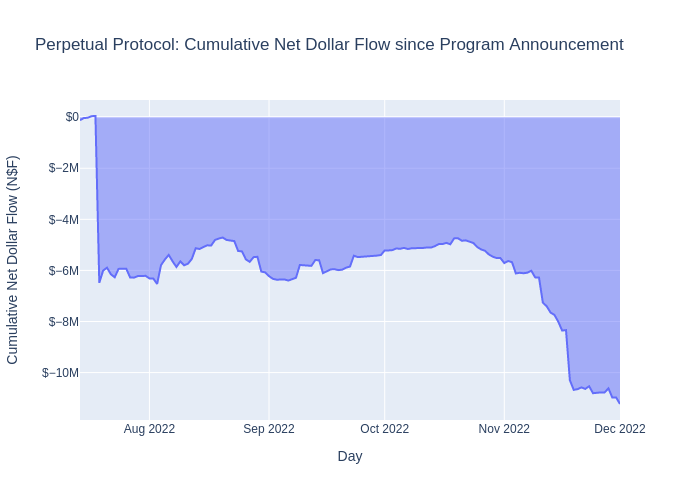 Perpetual Protocol: Cumulative Net Dollar Flow since Program Announcement
Cumulative Net Dollar Flow (N$F)
$0
$−2M
$−4M
$−6M
$−8M
$−10M
Aug 2022
Sep 2022
Oct 2022
Nov 2022
Dec 2022
Day